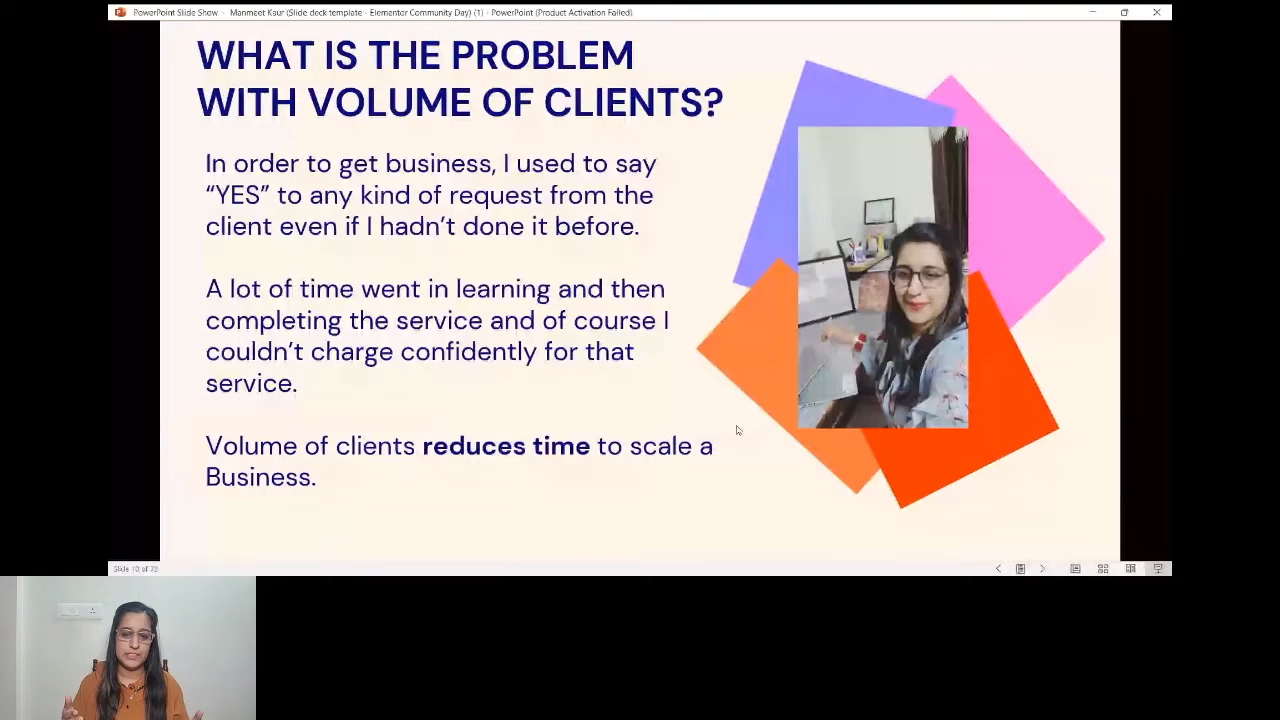 PowerPoint Slide Show - Manmeet Kaur (Slide deck template - Elementor Community Day) (1) - PowerPoint (Product Activation Failed)
WHAT IS THE PROBLEM
WITH VOLUME OF CLIENTS?
In order to get business, I used to say
“YES” to any kind of request from the
client even if I hadn’t done it before.
A lot of time went in learning and then
completing the service and of course I
couldn’t charge confidently for that
service.
Volume of clients reduces time to scale a
Business.
Slide 10 of